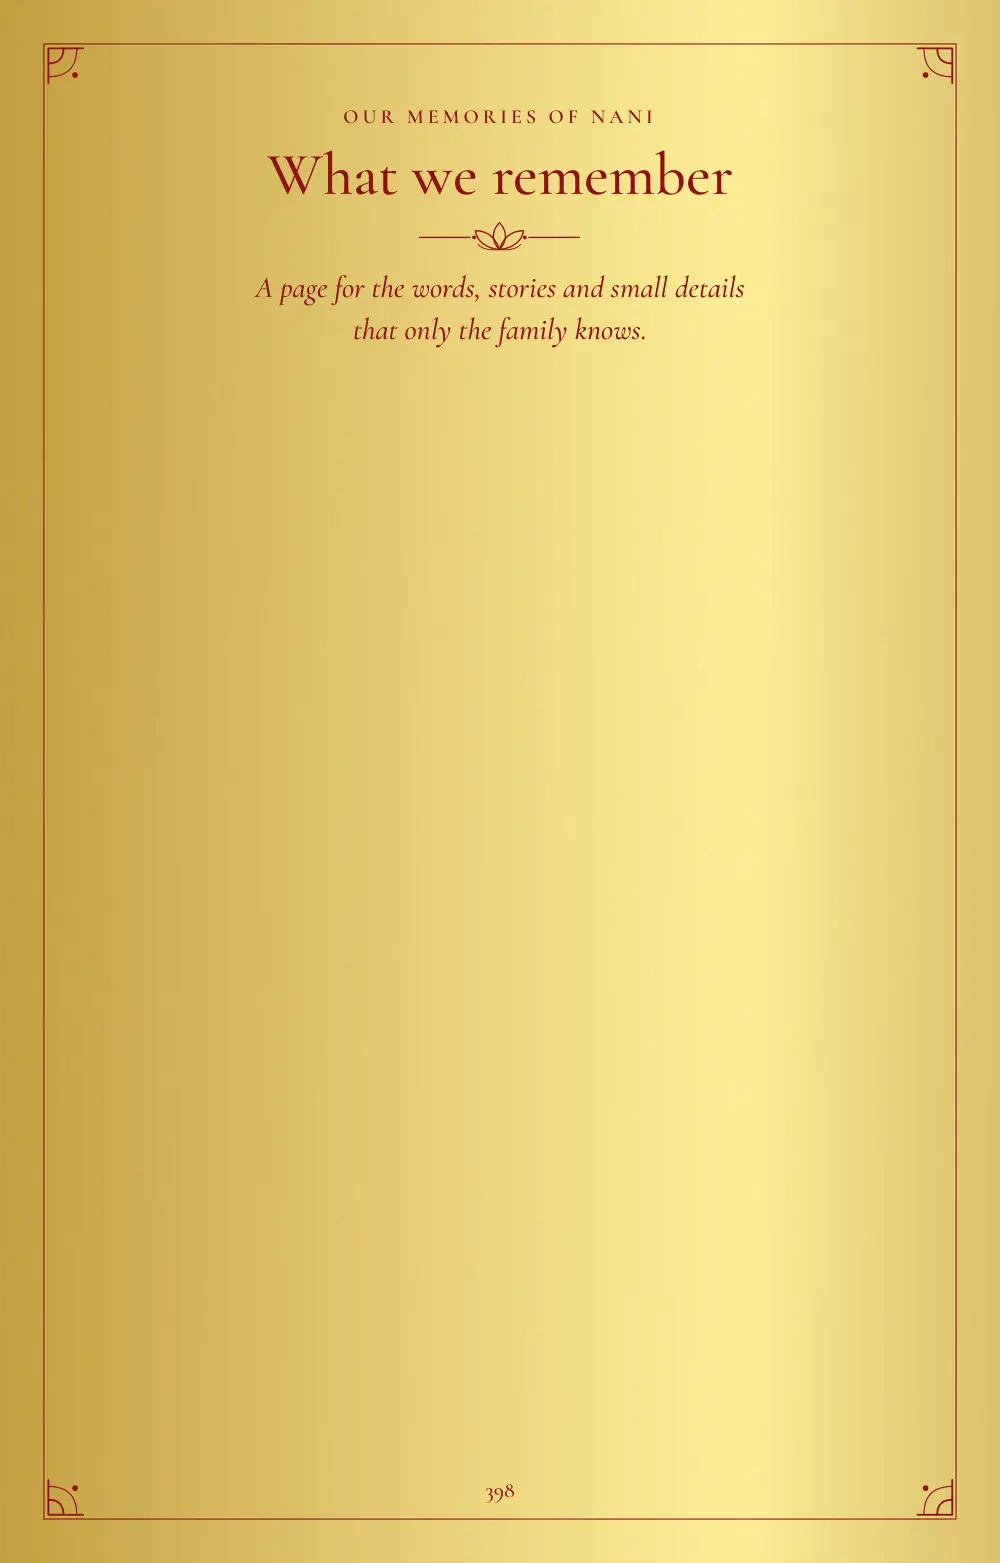 OUR MEMORIES OF NANI
What we remember
A page for the words, stories and small details
that only the family knows.
398